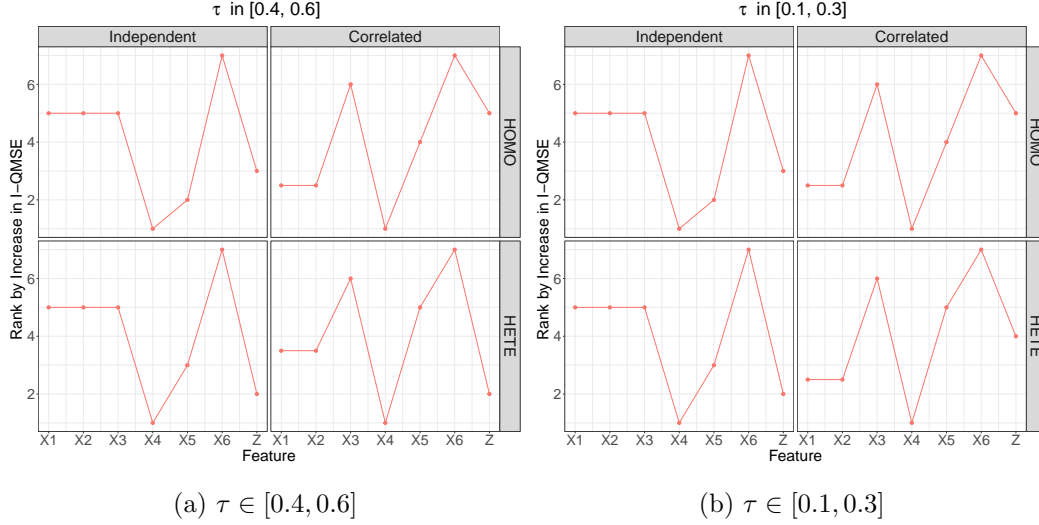 τ in [0.4, 0.6]
Independent
Correlated
Rank by Increase in I-QMSE
6
4
2
HOMO
6
4
2
HETE
X1 X2 X3 X4 X5 X6 Z
X1 X2 X3 X4 X5 X6 Z
Feature
(a) τ ∈ [0.4, 0.6]
τ in [0.1, 0.3]
Independent
Correlated
Rank by Increase in I-QMSE
6
4
2
HOMO
6
4
2
HETE
X1 X2 X3 X4 X5 X6 Z
X1 X2 X3 X4 X5 X6 Z
Feature
(b) τ ∈ [0.1, 0.3]